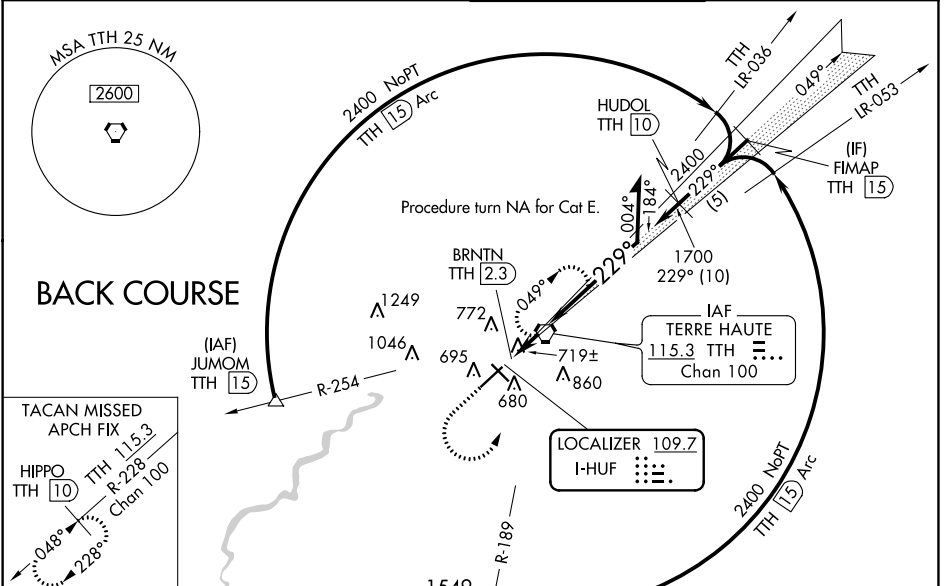 MSA TTH 25 NM
2600
2400 NoPT
TTH 15 Arc
TTH
LR-036
049°
TTH
LR-053
HUDOL
TTH 10
2400
229°
(5)
(IF)
FIMAP
TTH 15
Procedure turn NA for Cat E.
004°
184°
229°
1700
229° (10)
BRNTN
TTH 2.3
049°
BACK COURSE
1249
772
1046
695
719±
860
680
IAF
TERRE HAUTE
115.3 TTH
Chan 100
(IAF)
JUMOM
TTH 15
R-254
LOCALIZER 109.7
I-HUF
TACAN MISSED
APCH FIX
HIPPO
TTH 10
TTH 115.3
R-228
Chan 100
048°
228°
R-189
2400 NoPT
TTH 15 Arc
1549